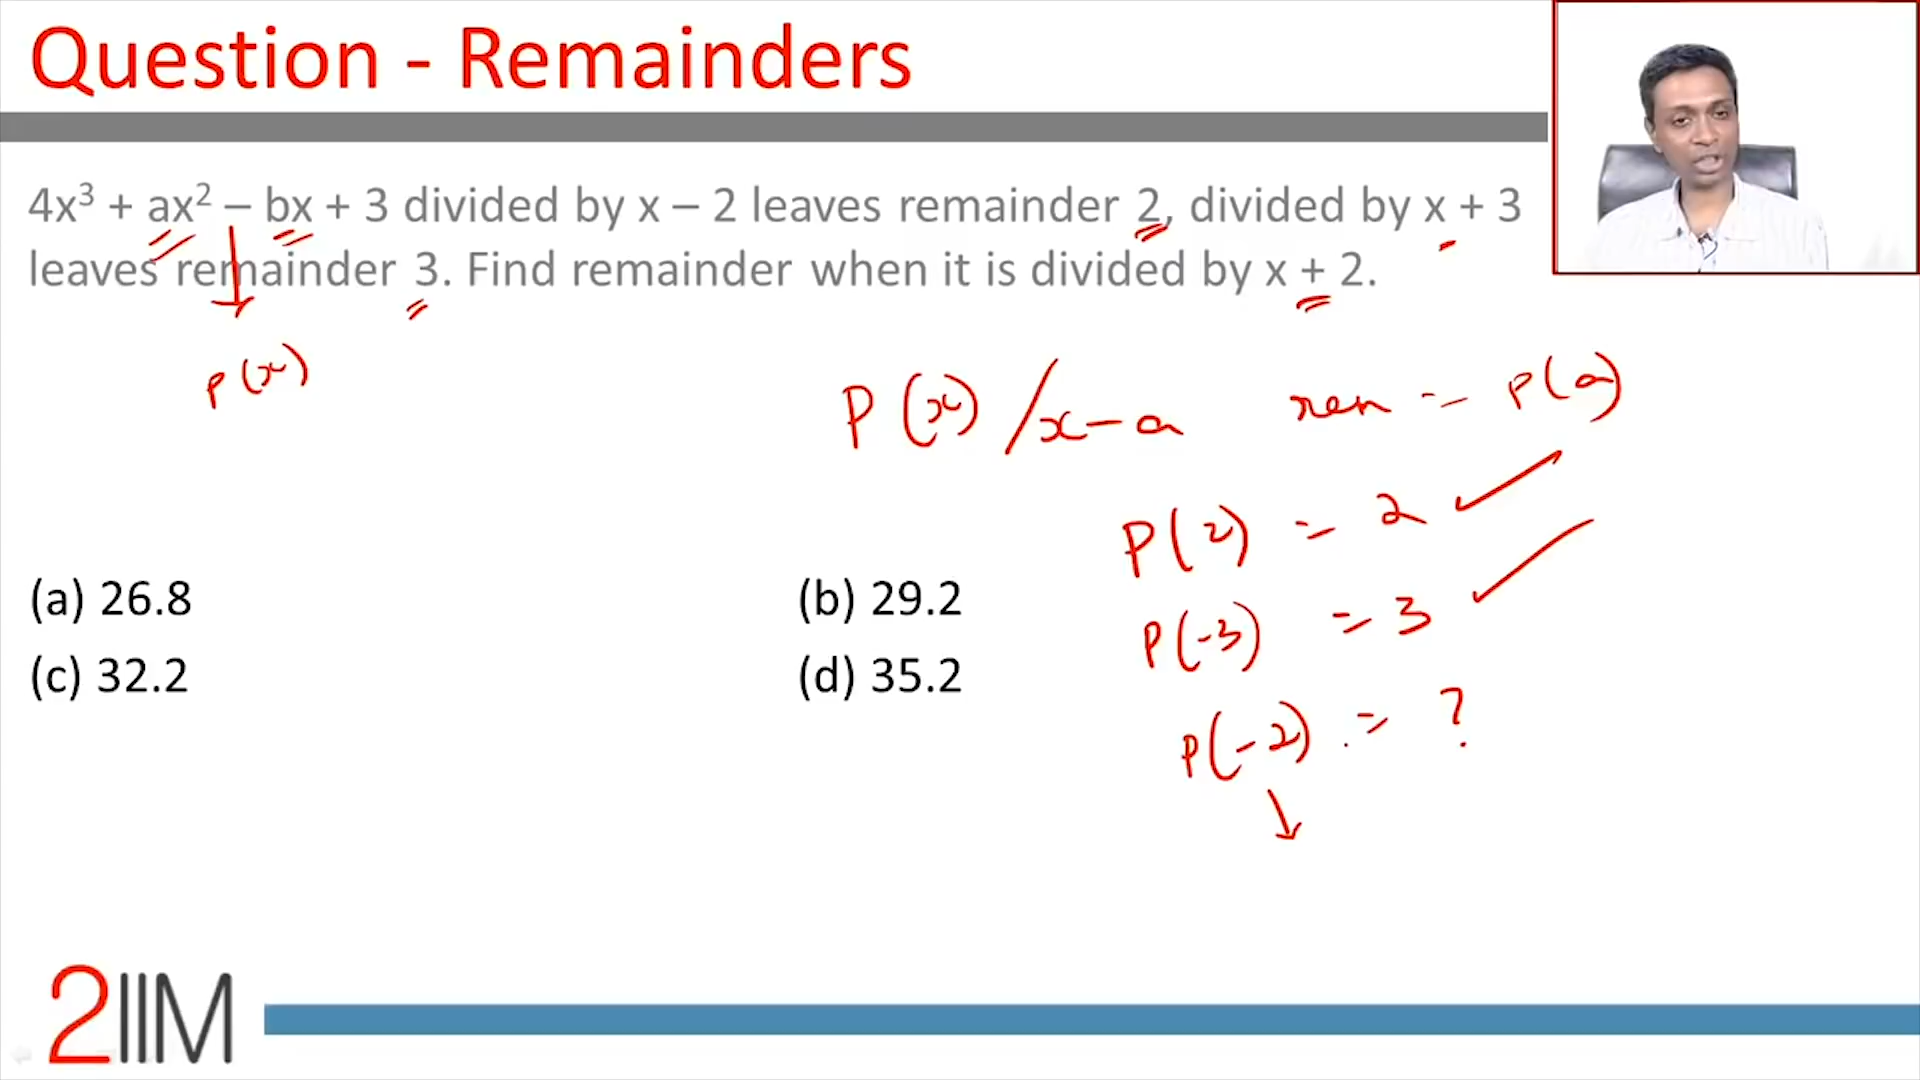 Question - Remainders
4x³ + ax² – bx + 3 divided by x – 2 leaves remainder 2, divided by x + 3
leaves remainder 3. Find remainder when it is divided by x + 2.
P(x)
P(x) / x-a rem = P(a)
P(2) = 2
P(-3) = 3
P(-2) = ?
(a) 26.8
(b) 29.2
(c) 32.2
(d) 35.2
2IIM